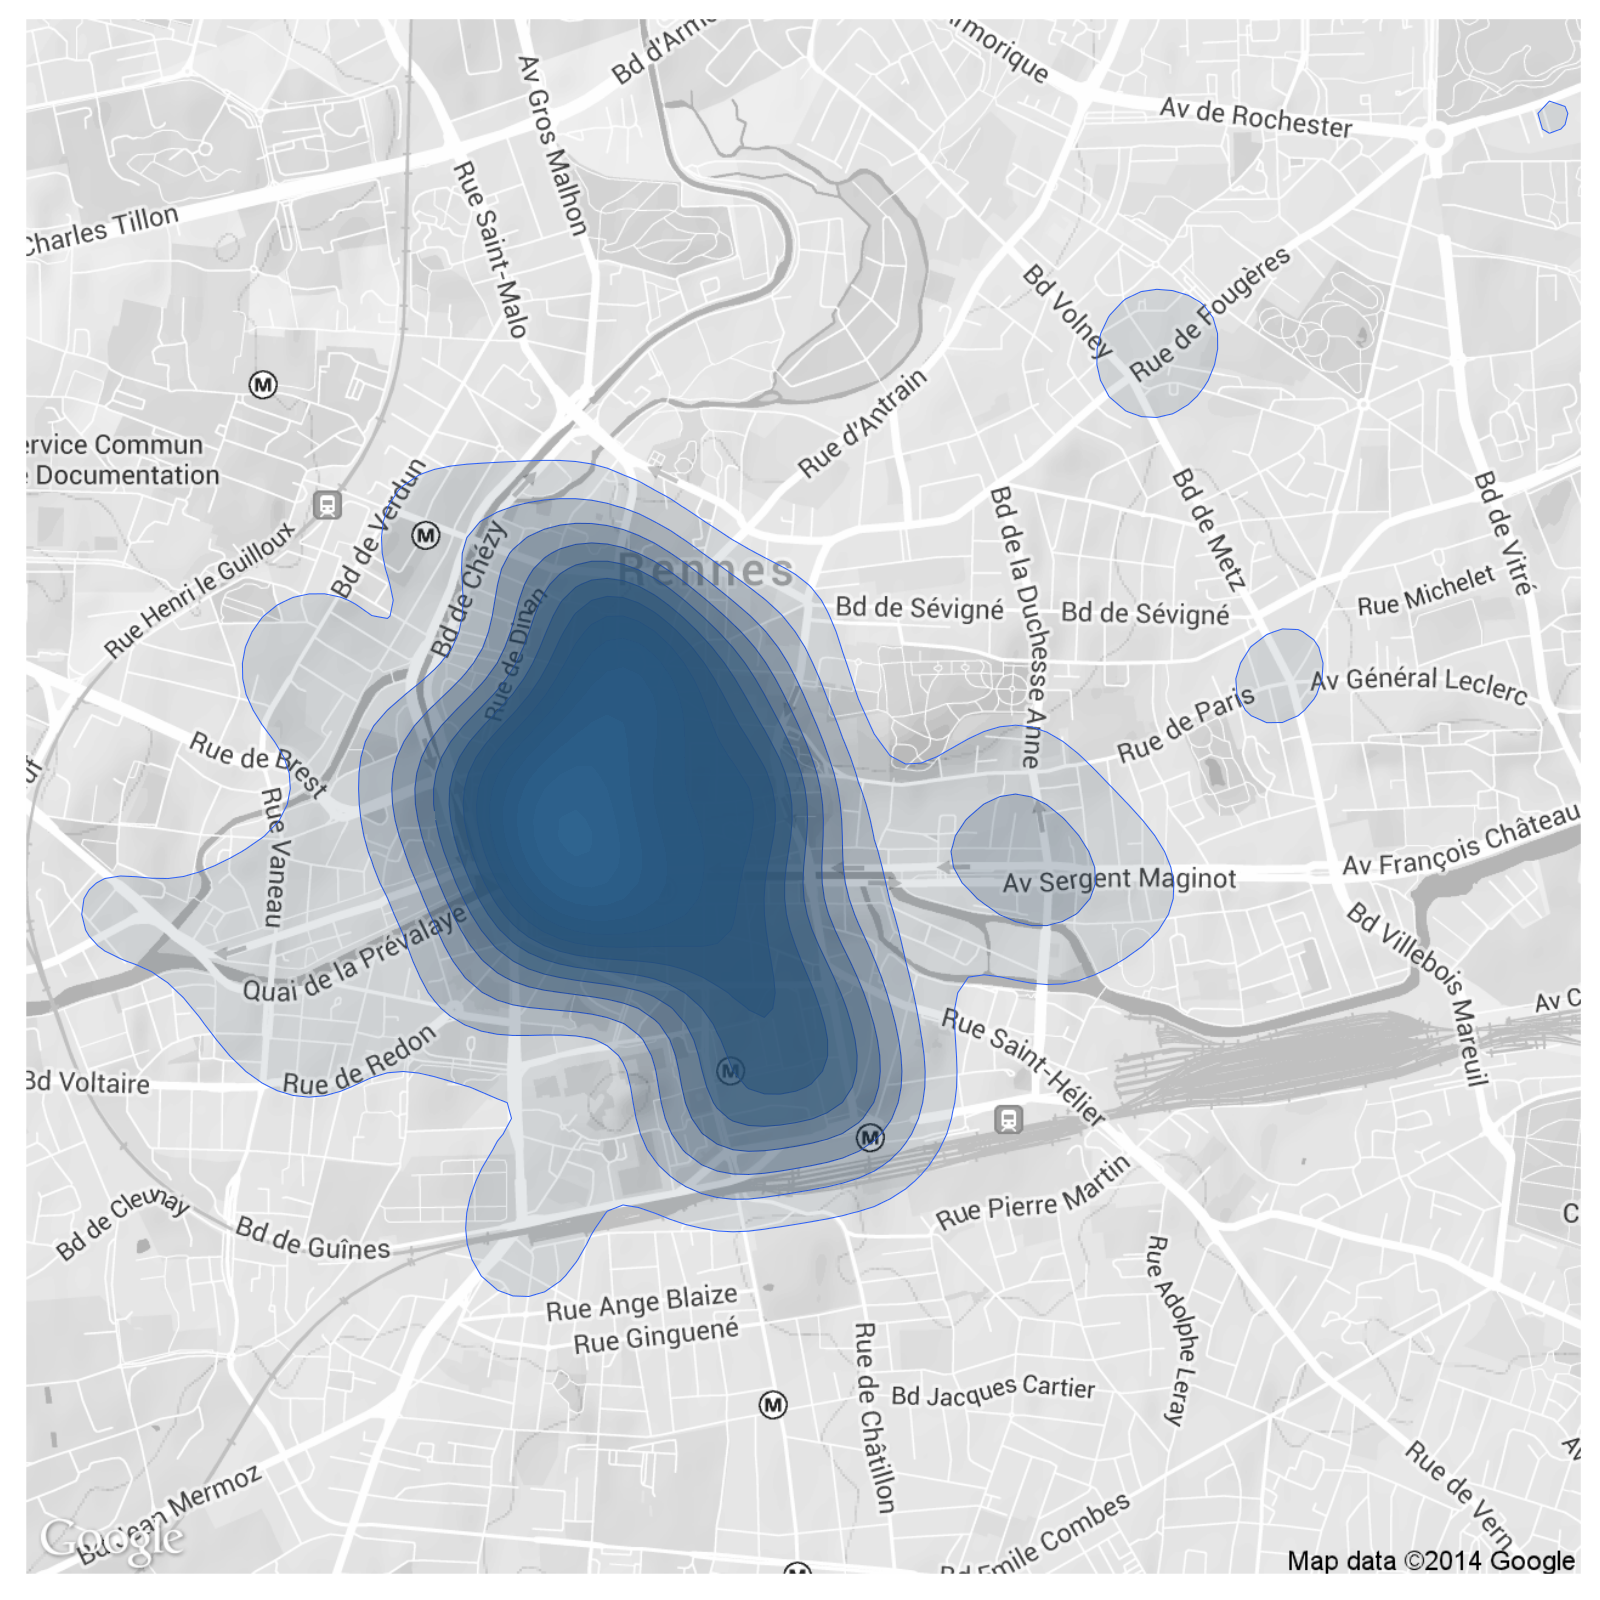 Bd d'Armo
rmorique
Av Gros Malhon
Av de Rochester
Rue Saint-Malo
Charles Tillon
Bd Volney
Rue de Fougères
M
Rue d'Antrain
ervice Commun
Documentation
Bd de Verdun
M
Bd de Chézy
Rue Henri le Guilloux
Rennes
Rue de Dinan
Bd de la Duchesse Anne
Bd de Metz
Bd de Vitré
Rue Michelet
Bd de Sévigné
Bd de Sévigné
Av Général Leclerc
Rue de Paris
Rue de Brest
Rue Vaneau
Av François Château
Av Sergent Maginot
Quai de la Prévalaye
Bd Villebois Mareuil
Av C
Rue Saint-Hélier
Rue de Redon
Bd Voltaire
M
M
Rue Pierre Martin
Bd de Cleunay
Bd de Guînes
C
Rue Adolphe Leray
Rue Ange Blaize
Rue Ginguené
Rue de Châtillon
Bd Jacques Cartier
M
Rue de Vern
Bd Jean Mermoz
Bd Emile Combes
Google
Map data ©2014 Google
M